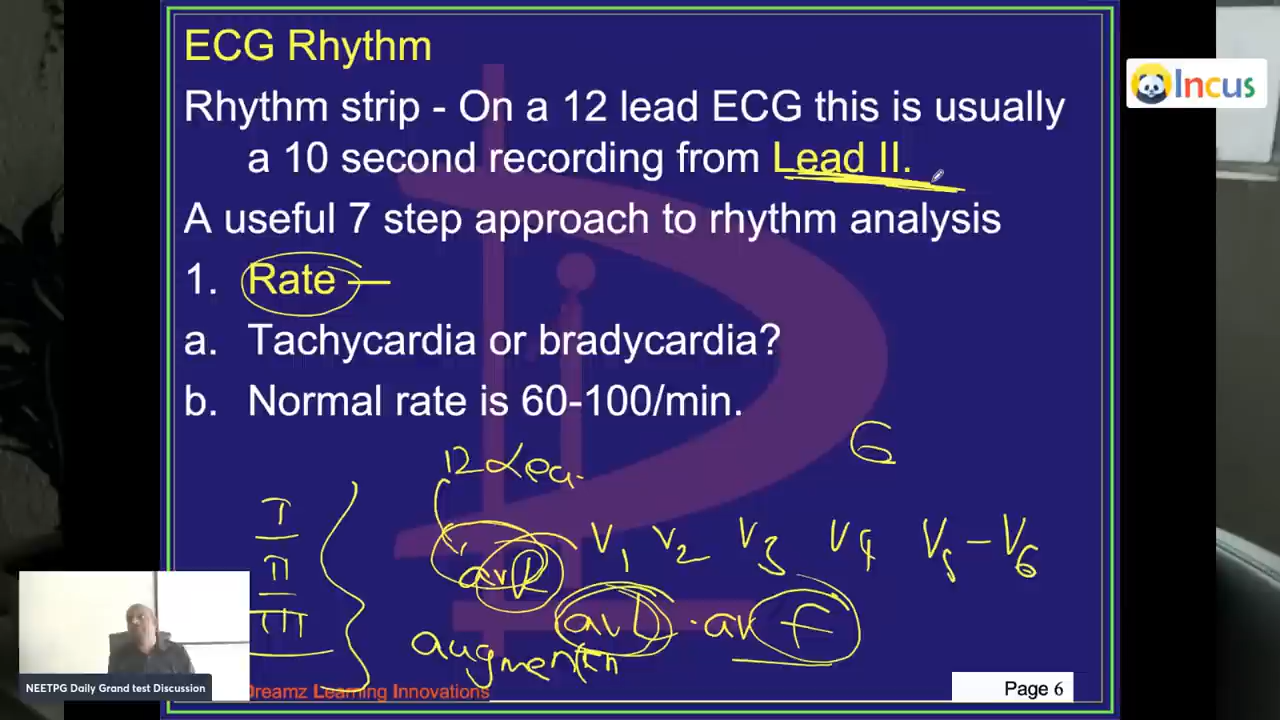 ECG Rhythm
Incus
Rhythm strip - On a 12 lead ECG this is usually
a 10 second recording from Lead II.
A useful 7 step approach to rhythm analysis
1. Rate
a. Tachycardia or bradycardia?
b. Normal rate is 60-100/min.
6
12 Lea
I
II
III
avR
V1 V2 V3 V4 V5 - V6
avL . avF
NEETPG Daily Grand test Discussion
Dreamz Learning Innovations
Page 6